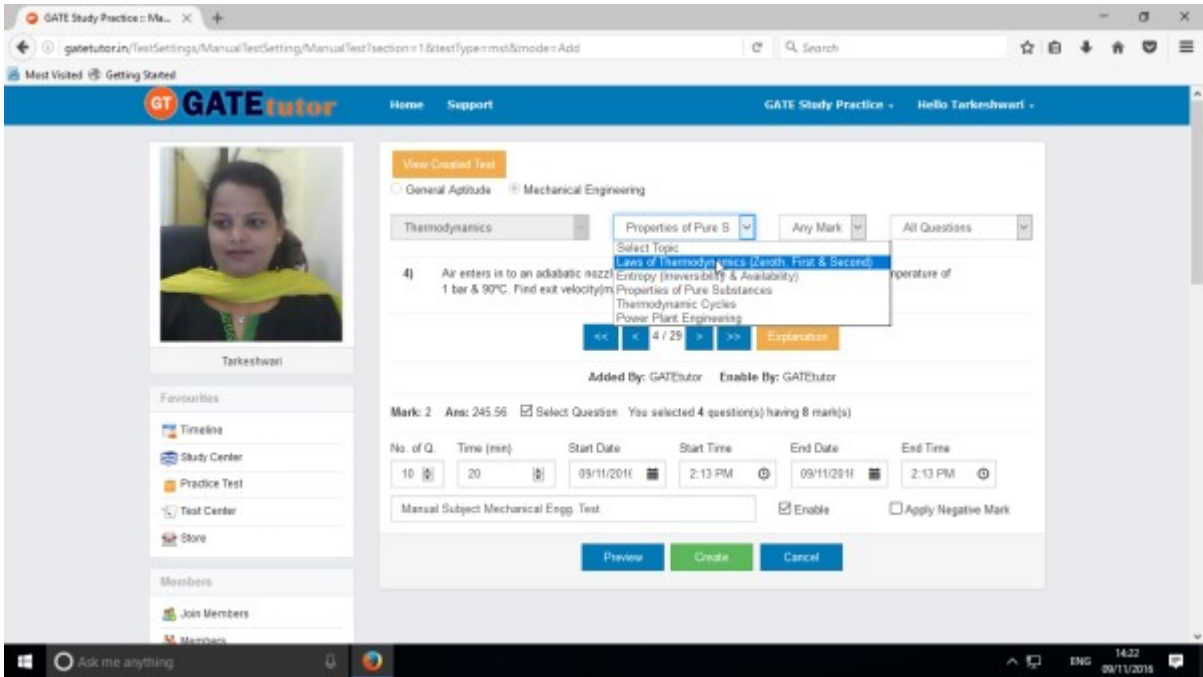 GATE Study Practice :: Ma...
gatetutor.in/TestSettings/ManualTestSetting/ManualTest?section=1&testType=mst&mode=Add
Search
Most Visited Getting Started
GT GATEtutor Home Support GATE Study Practice Hello Tarkeshwari
View Created Test
General Aptitude Mechanical Engineering
Thermodynamics Properties of Pure S Any Mark All Questions
Select Topic
Laws of Thermodynamics (Zeroth, First & Second)
Entropy (Irreversibility & Availability)
Properties of Pure Substances
Thermodynamic Cycles
Power Plant Engineering
4) Air enters in to an adiabatic nozzl nperature of
1 bar & 90°C. Find exit velocity(m
<< < 4 / 29 > >> Explanation
Added By: GATEtutor Enable By: GATEtutor
Mark: 2 Ans: 245.56 Select Question You selected 4 question(s) having 8 mark(s)
No. of Q. Time (min) Start Date Start Time End Date End Time
10 20 09/11/2016 2:13 PM 09/11/2016 2:13 PM
Manual Subject Mechanical Engg. Test Enable Apply Negative Mark
Preview Create Cancel
Tarkeshwari
Favourites
Timeline
Study Center
Practice Test
Test Center
Store
Members
Join Members
Members
Ask me anything
ENG 14:22
09/11/2016